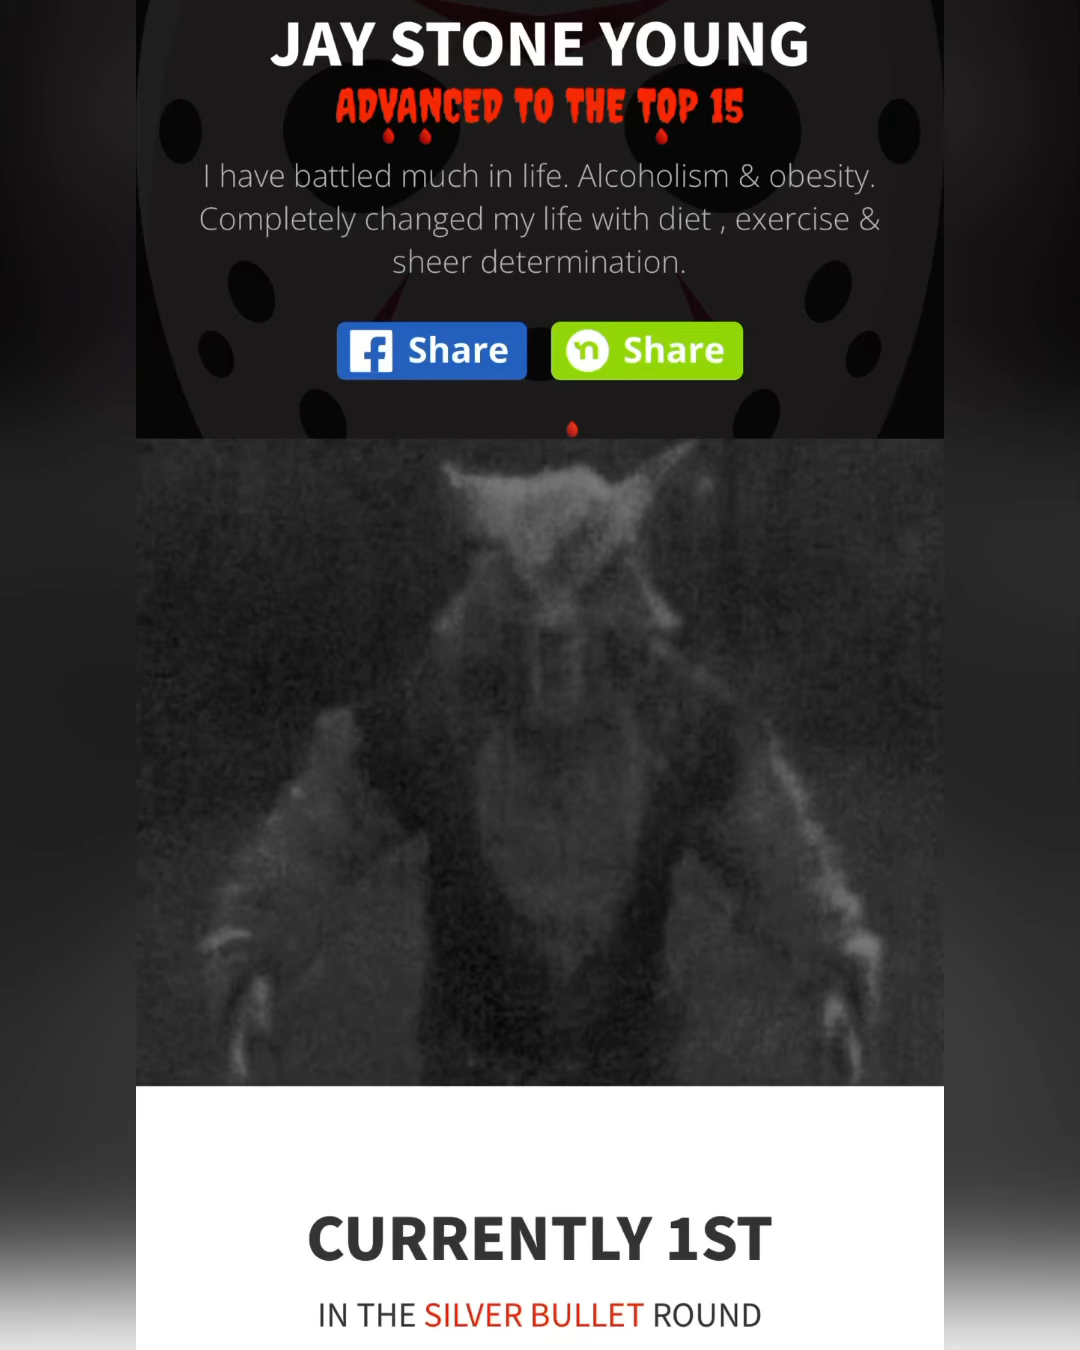 JAY STONE YOUNG
ADVANCED TO THE TOP 15
I have battled much in life. Alcoholism & obesity.
Completely changed my life with diet , exercise &
sheer determination.
Share Share
CURRENTLY 1ST
IN THE SILVER BULLET ROUND